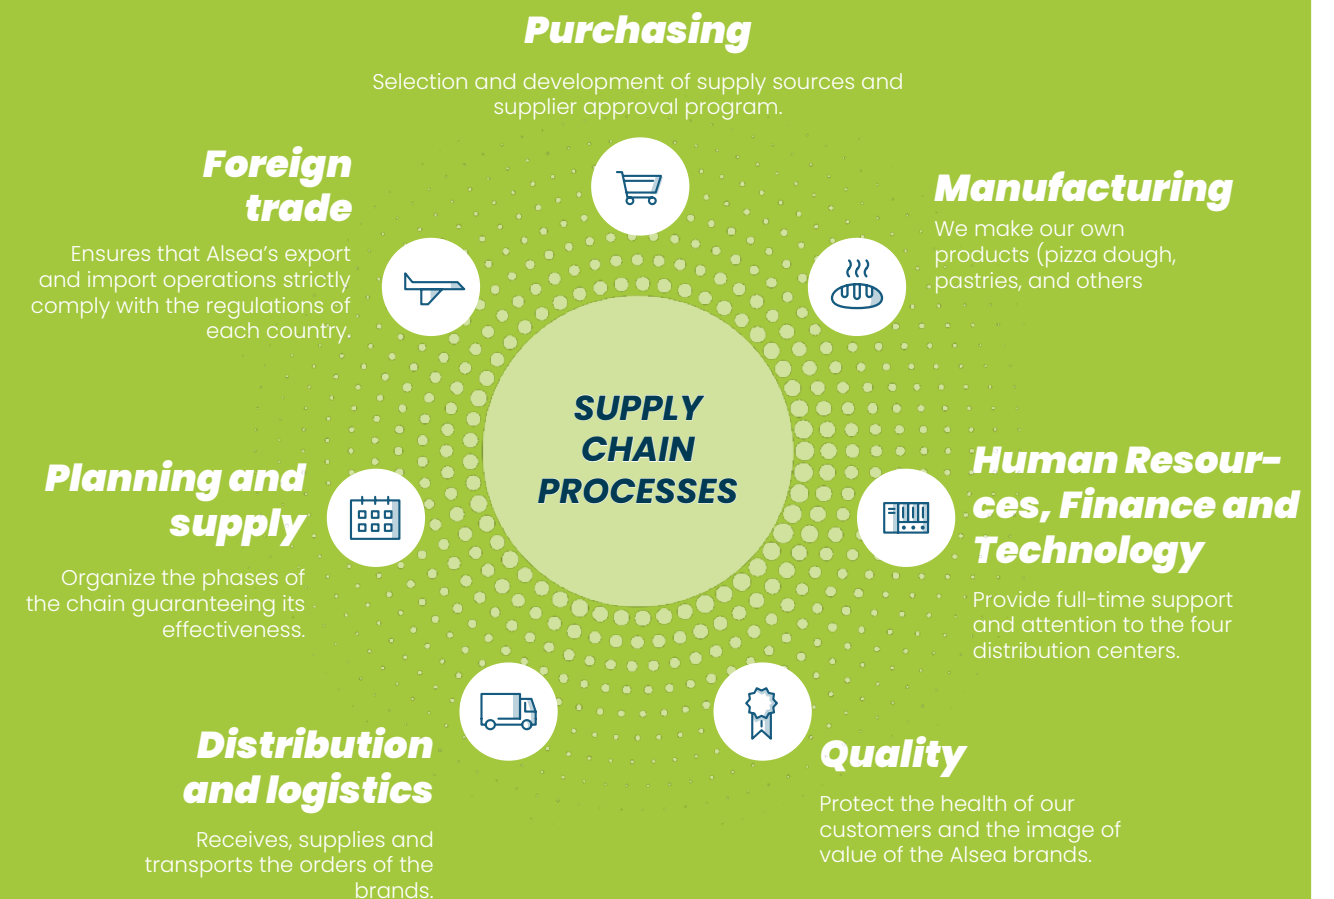 Purchasing
Selection and development of supply sources and
supplier approval program.
Foreign
trade
Ensures that Alsea’s export
and import operations strictly
comply with the regulations of
each country.
Manufacturing
We make our own
products (pizza dough,
pastries, and others
SUPPLY
CHAIN
PROCESSES
Planning and
supply
Organize the phases of
the chain guaranteeing its
effectiveness.
Human Resour-
ces, Finance and
Technology
Provide full-time support
and attention to the four
distribution centers.
Distribution
and logistics
Receives, supplies and
transports the orders of the
brands.
Quality
Protect the health of our
customers and the image of
value of the Alsea brands.